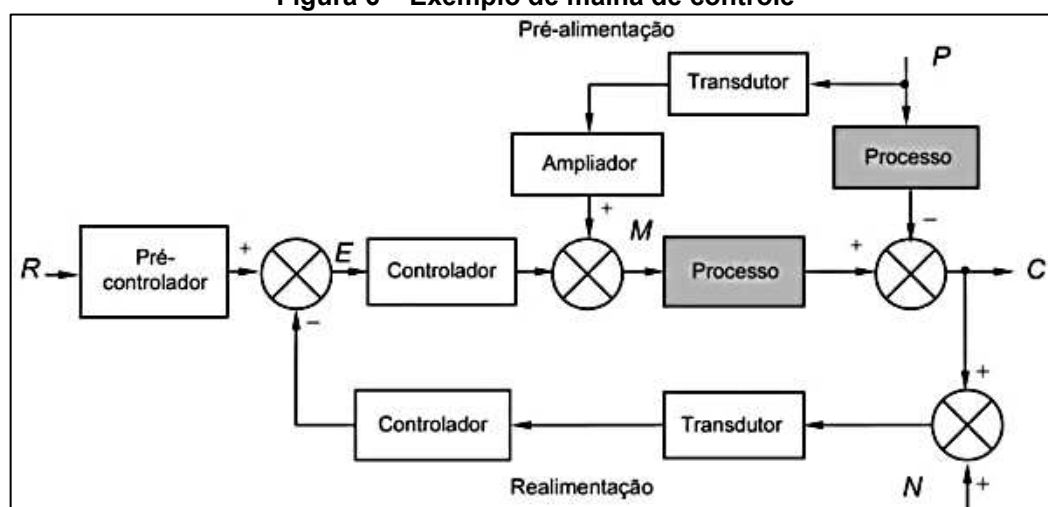 Figura 6 – Exemplo de malha de controle
Pré-alimentação
P
Transdutor
Ampliador
Processo
+
–
R
Pré-
controlador
+
E
Controlador
M
Processo
+
C
–
+
Controlador
Transdutor
Realimentação
N
+